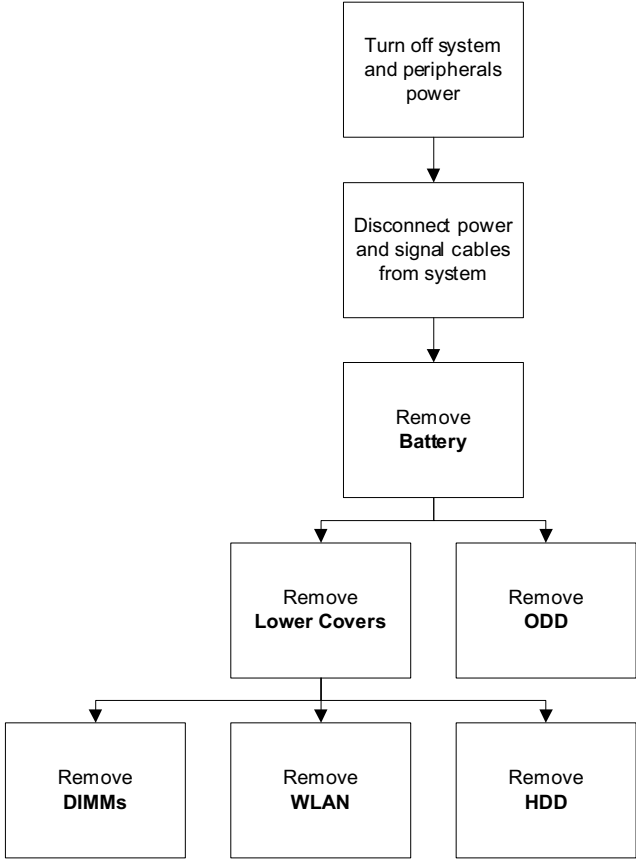 Turn off system
and peripherals
power
Disconnect power
and signal cables
from system
Remove
Battery
Remove
Lower Covers
Remove
ODD
Remove
DIMMs
Remove
WLAN
Remove
HDD